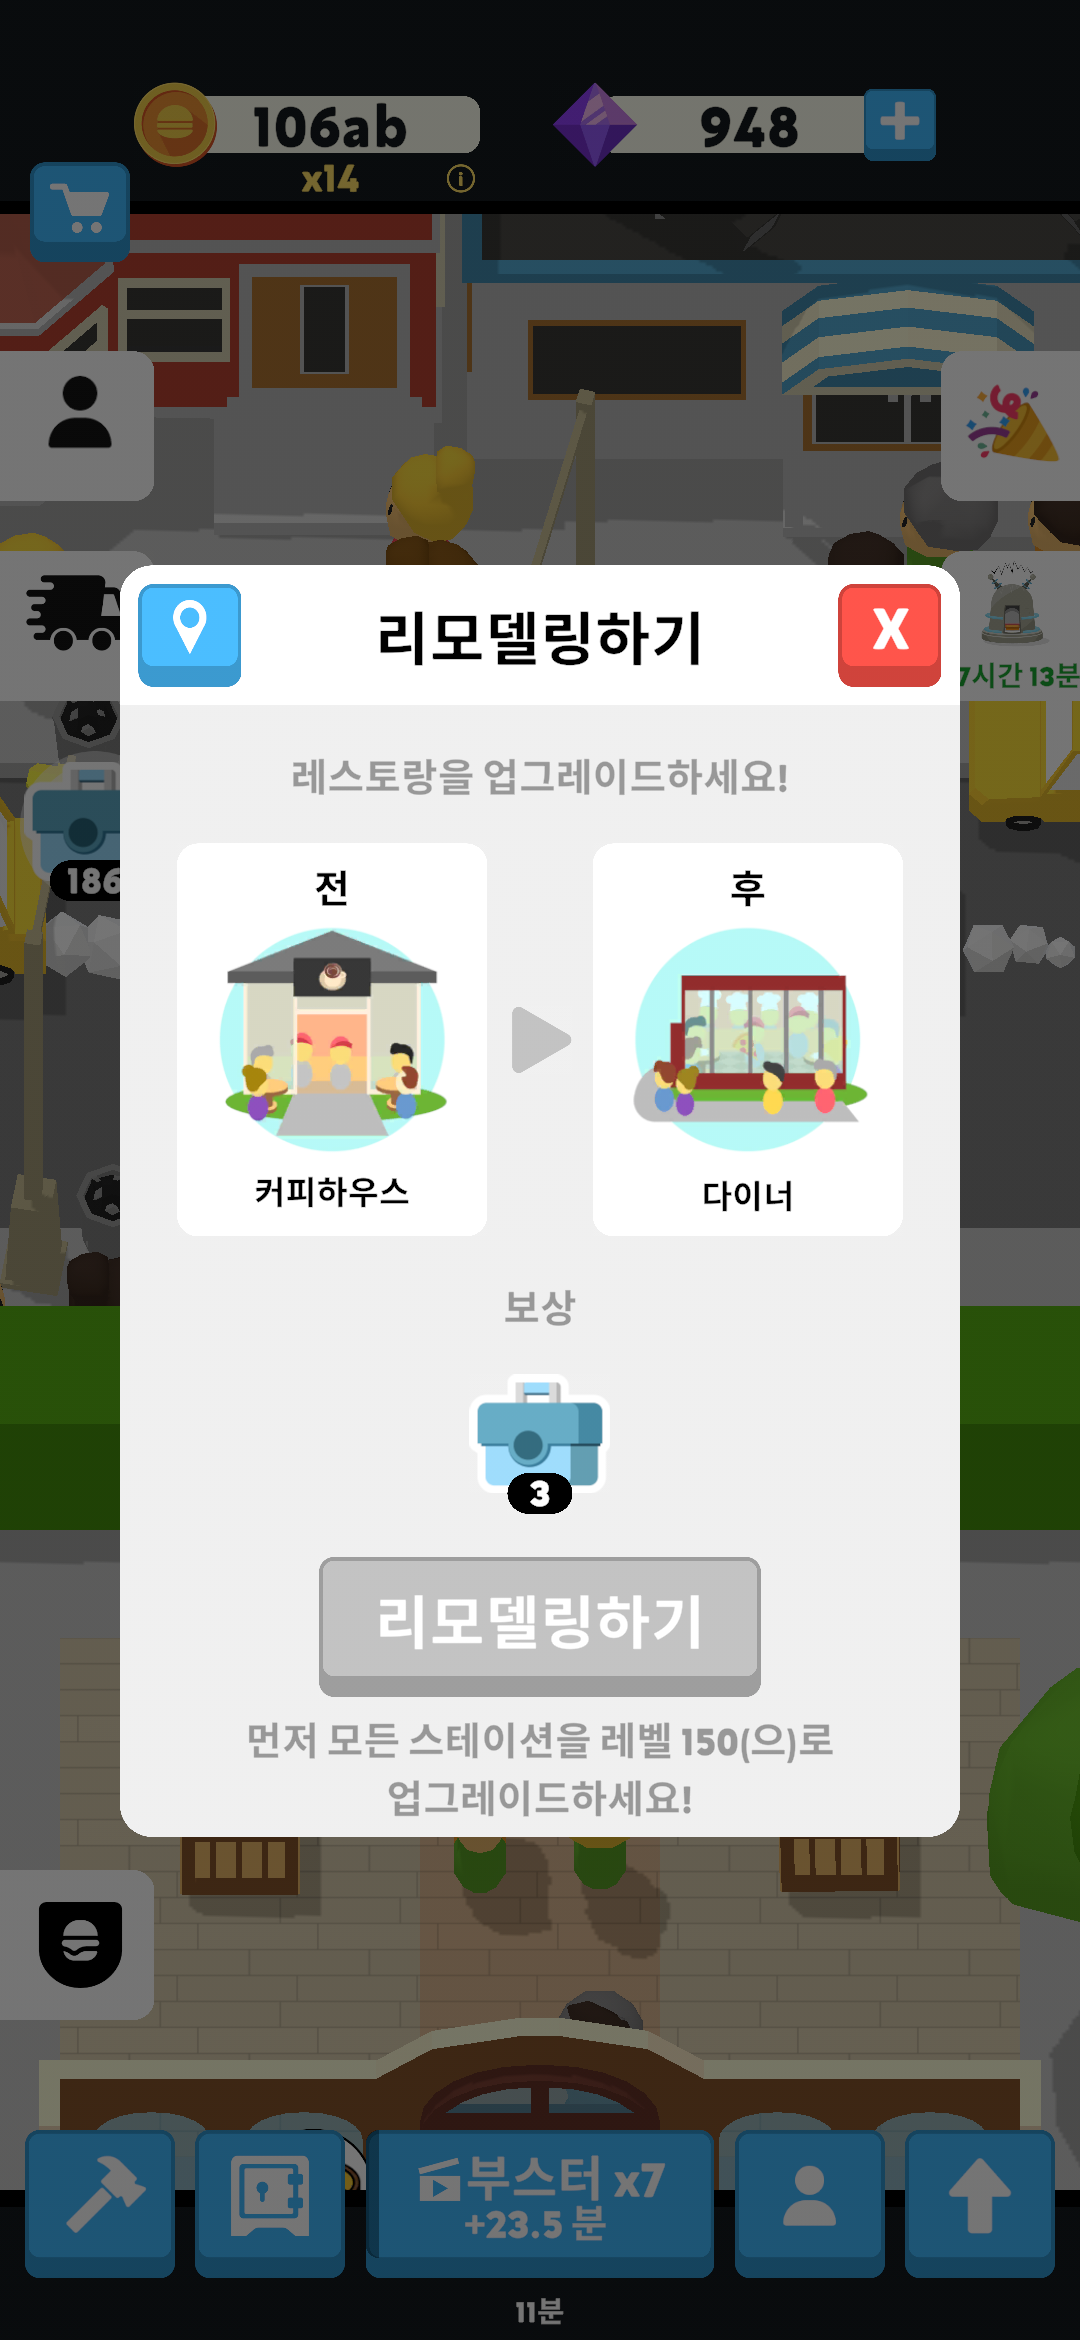 106ab
948
x14
7시간 13분
186
리모델링하기
X
레스토랑을 업그레이드하세요!
전
후
커피하우스
다이너
보상
3
리모델링하기
먼저 모든 스테이션을 레벨 150(으)로
업그레이드하세요!
부스터 x7
+23.5 분
11분